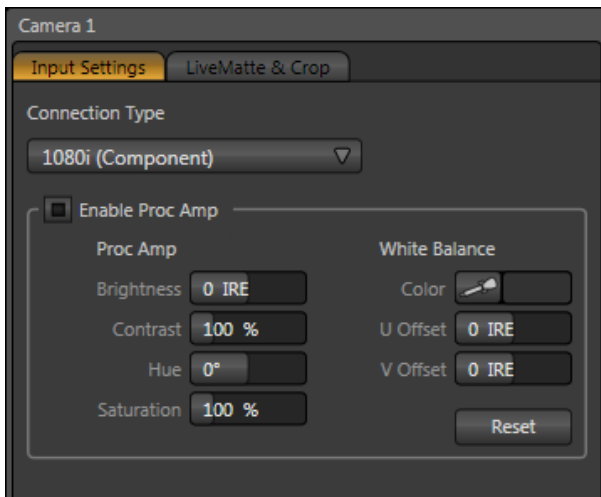 Camera 1
Input Settings LiveMatte & Crop
Connection Type
1080i (Component)
Enable Proc Amp
Proc Amp White Balance
Brightness 0 IRE Color
Contrast 100 % U Offset 0 IRE
Hue 0° V Offset 0 IRE
Saturation 100 % Reset